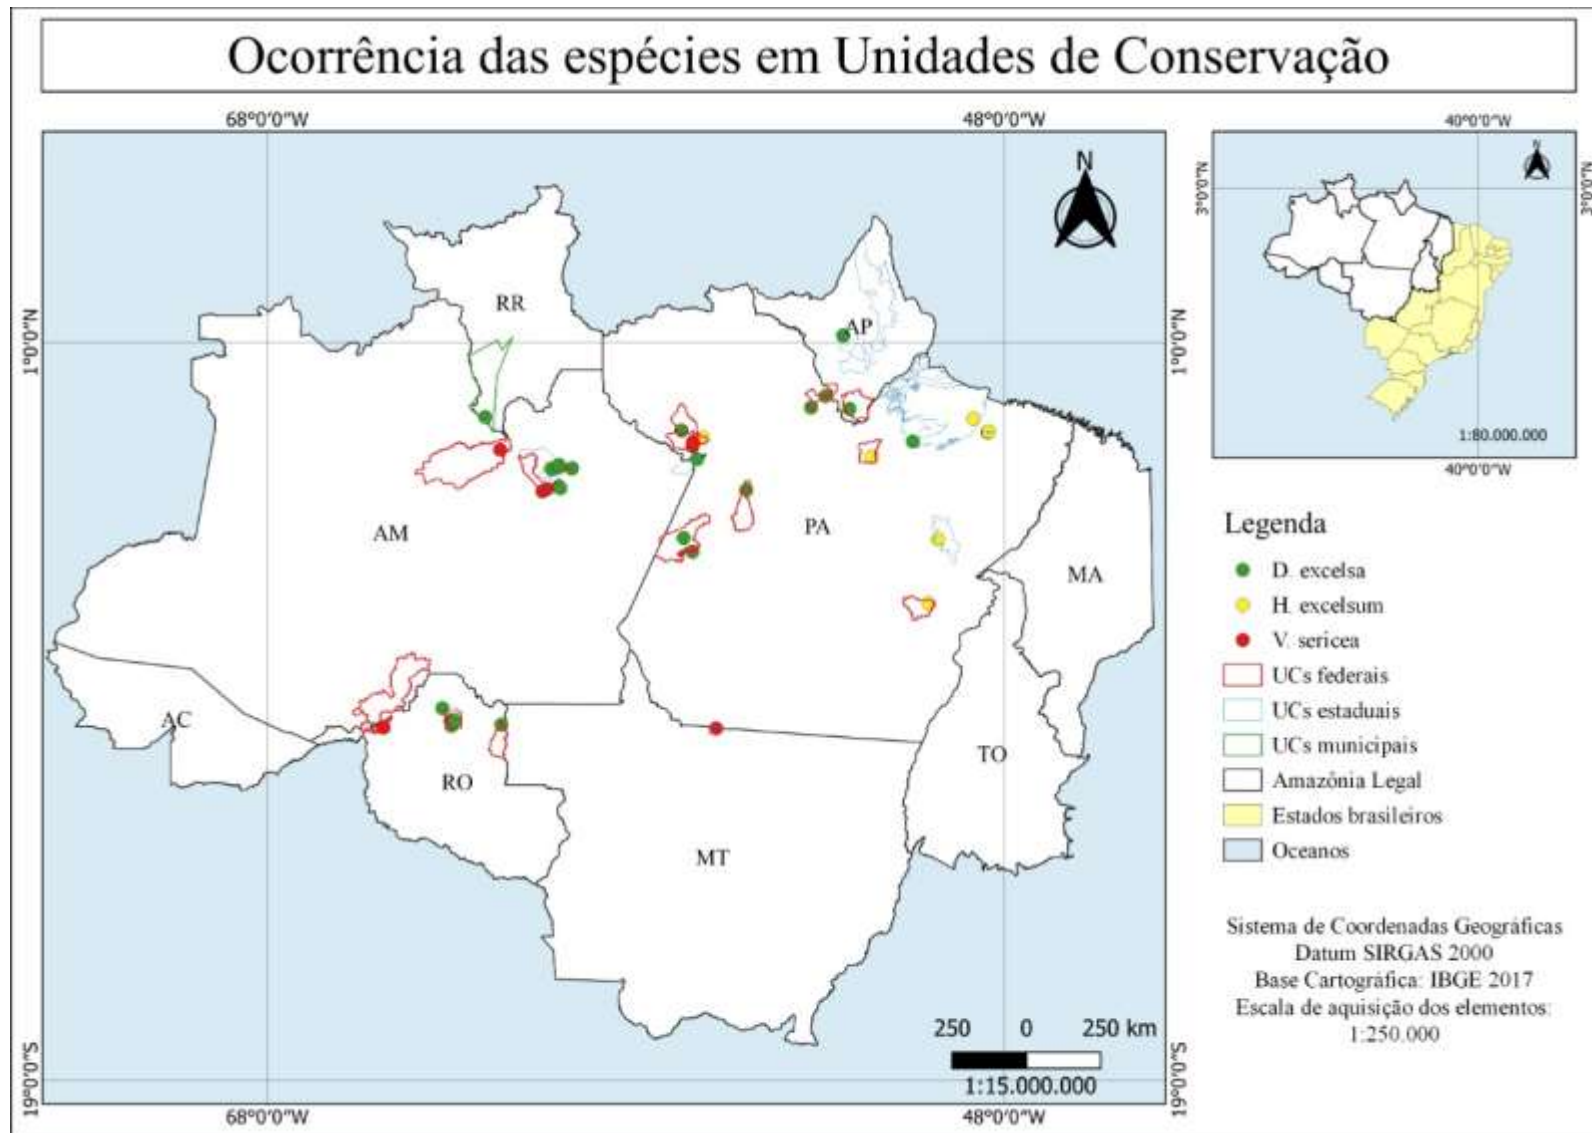 Ocorrência das espécies em Unidades de Conservação
68°0'0"W
48°0'0"W
1°0'0"N
1°0'0"N
N
RR
AP
AM
PA
MA
AC
RO
TO
MT
250 0 250 km
1:15.000.000
19°0'0"S
19°0'0"S
68°0'0"W
48°0'0"W
40°0'0"W
3°0'0"N
3°0'0"N
N
1:80.000.000
40°0'0"W
Legenda
D. excelsa
H. excelsum
V. sericea
UCs federais
UCs estaduais
UCs municipais
Amazônia Legal
Estados brasileiros
Oceanos
Sistema de Coordenadas Geográficas
Datum SIRGAS 2000
Base Cartográfica: IBGE 2017
Escala de aquisição dos elementos:
1:250.000